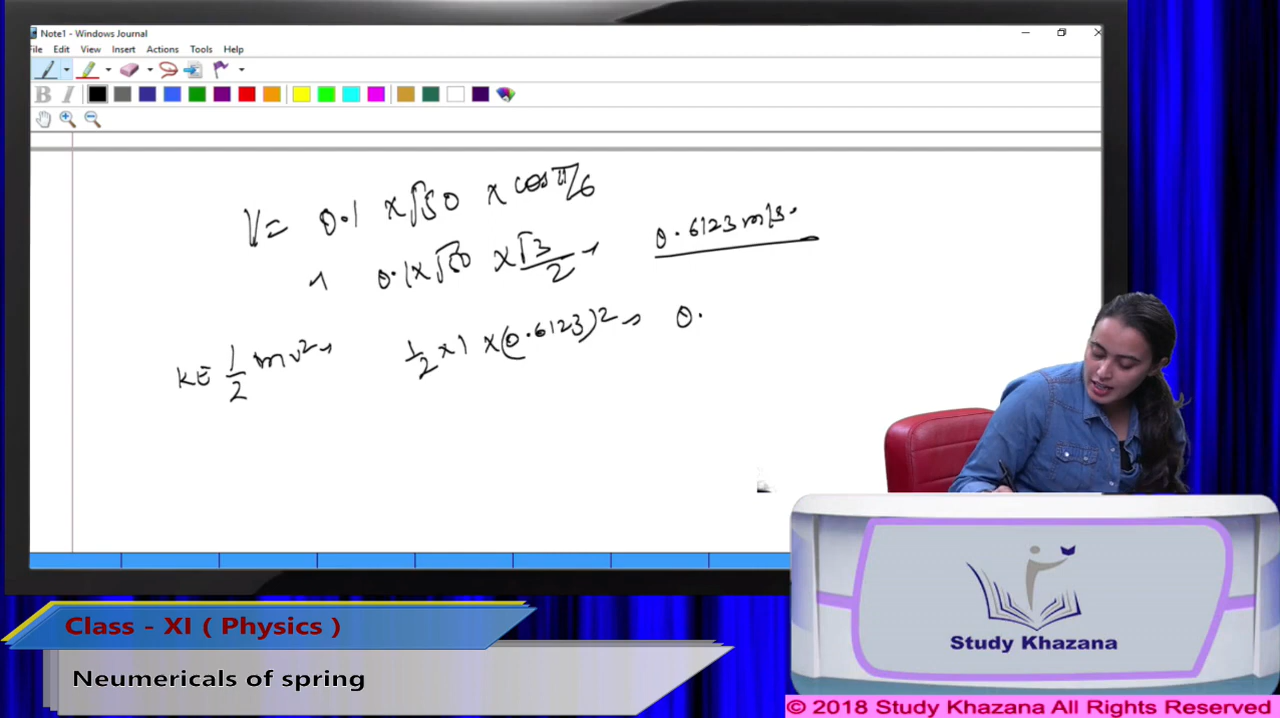 Note1 - Windows Journal
File Edit View Insert Actions Tools Help
B I
V = 0.1 × √50 × cos π/6
0.1 × √50 × √3/2 → 0.6123 m/s.
KE = 1/2 mv² → 1/2 × 1 × (0.6123)² → 0.
Study Khazana
Class - XI ( Physics )
Neumericals of spring
© 2018 Study Khazana All Rights Reserved